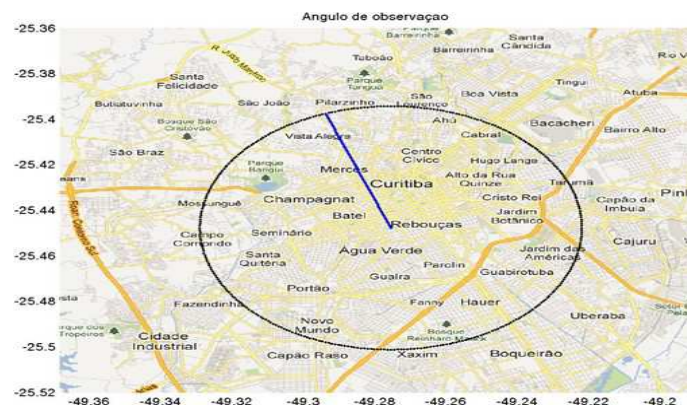 Angulo de observaçao
-25.36
-25.38
-25.4
-25.42
-25.44
-25.46
-25.48
-25.5
-25.52
Parque
Barreirinha
Santa
Cândida
Taboão
Barreirinha
Santa
Felicidade
Parque
Tanguá
Tingui
Atuba
Butiatuvinha
São João
Pilarzinho
São
Lourenço
Boa Vista
Bosque São
Cristovão
Vista Alegre
Ahú
Cabral
Bacacheri
Bairro Alto
São Braz
Parque
Barigui
Mercês
Centro
Cívico
Hugo Lange
Alto da Rua
Quinze
Tarumã
Curitiba
Mossunguê
Champagnat
Batel
Cristo Rei
Capão da
Imbuia
Rebouças
Jardim
Botânico
Campo
Comprido
Seminário
Água Verde
Jardim das
Américas
Cajuru
Santa
Quitéria
Guaíra
Parolin
Guabirotuba
Portão
Fazendinha
Fanny
Hauer
Uberaba
Novo
Mundo
Cidade
Industrial
Bosque
Capão Raso
Xaxim
Boqueirão
-49.36 -49.34 -49.32 -49.3 -49.28 -49.26 -49.24 -49.22 -49.2